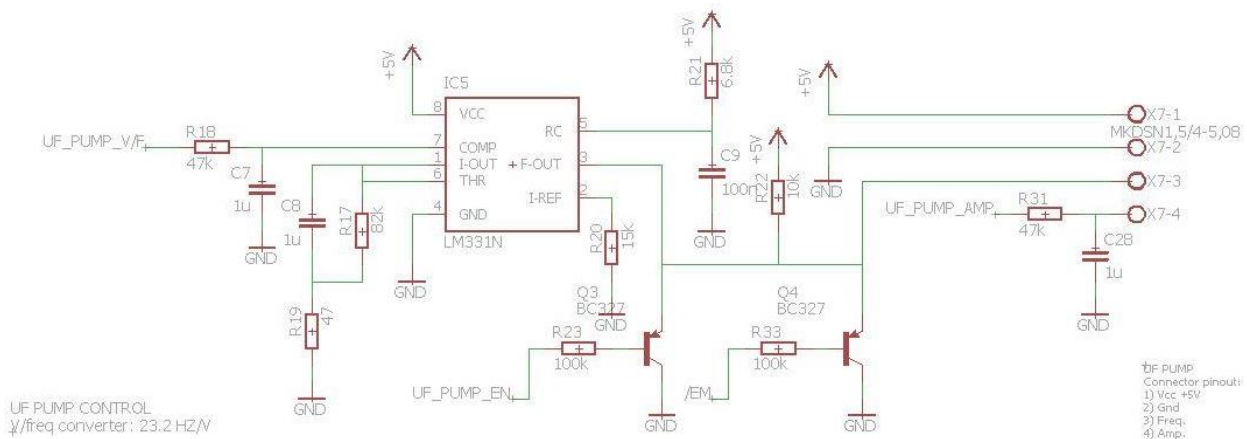 +5V
+5V
+5V
+5V
IC5
R21
6.8k
8
VCC
UF_PUMP_V/F
R18
47k
7
COMP
1
I-OUT
6
THR
4
GND
5
RC
3
F-OUT
2
I-REF
LM331N
C7
1u
C8
1u
R17
82k
GND
GND
C9
100n
R22
10k
GND
GND
R20
15k
GND
X7-1
MKDSN1,5/4-5,08
X7-2
X7-3
UF_PUMP_AMP
R31
47k
X7-4
C28
1u
GND
R19
47
GND
Q3
BC327
R23
100k
UF_PUMP_EN
GND
Q4
BC327
R33
100k
/EM
GND
UF PUMP CONTROL
V/freq converter: 23.2 HZ/V
UF PUMP
Connector pinout:
1) Vcc +5V
2) Gnd
3) Freq.
4) Amp.